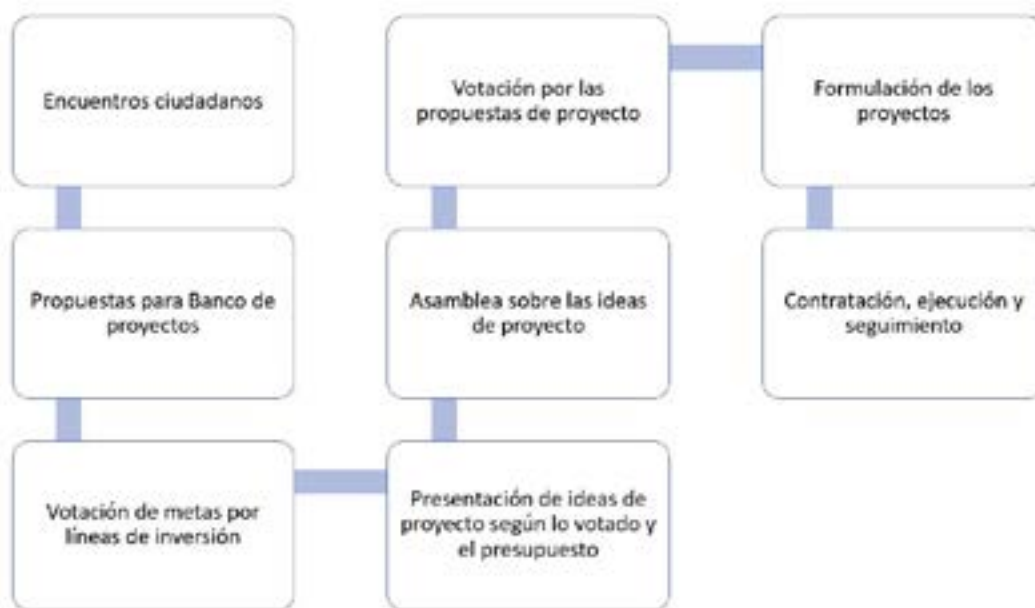 Encuentros ciudadanos
Propuestas para Banco de
proyectos
Votación de metas por
líneas de inversión
Presentación de ideas de
proyecto según lo votado y
el presupuesto
Asamblea sobre las ideas
de proyecto
Votación por las
propuestas de proyecto
Formulación de los
proyectos
Contratación, ejecución y
seguimiento